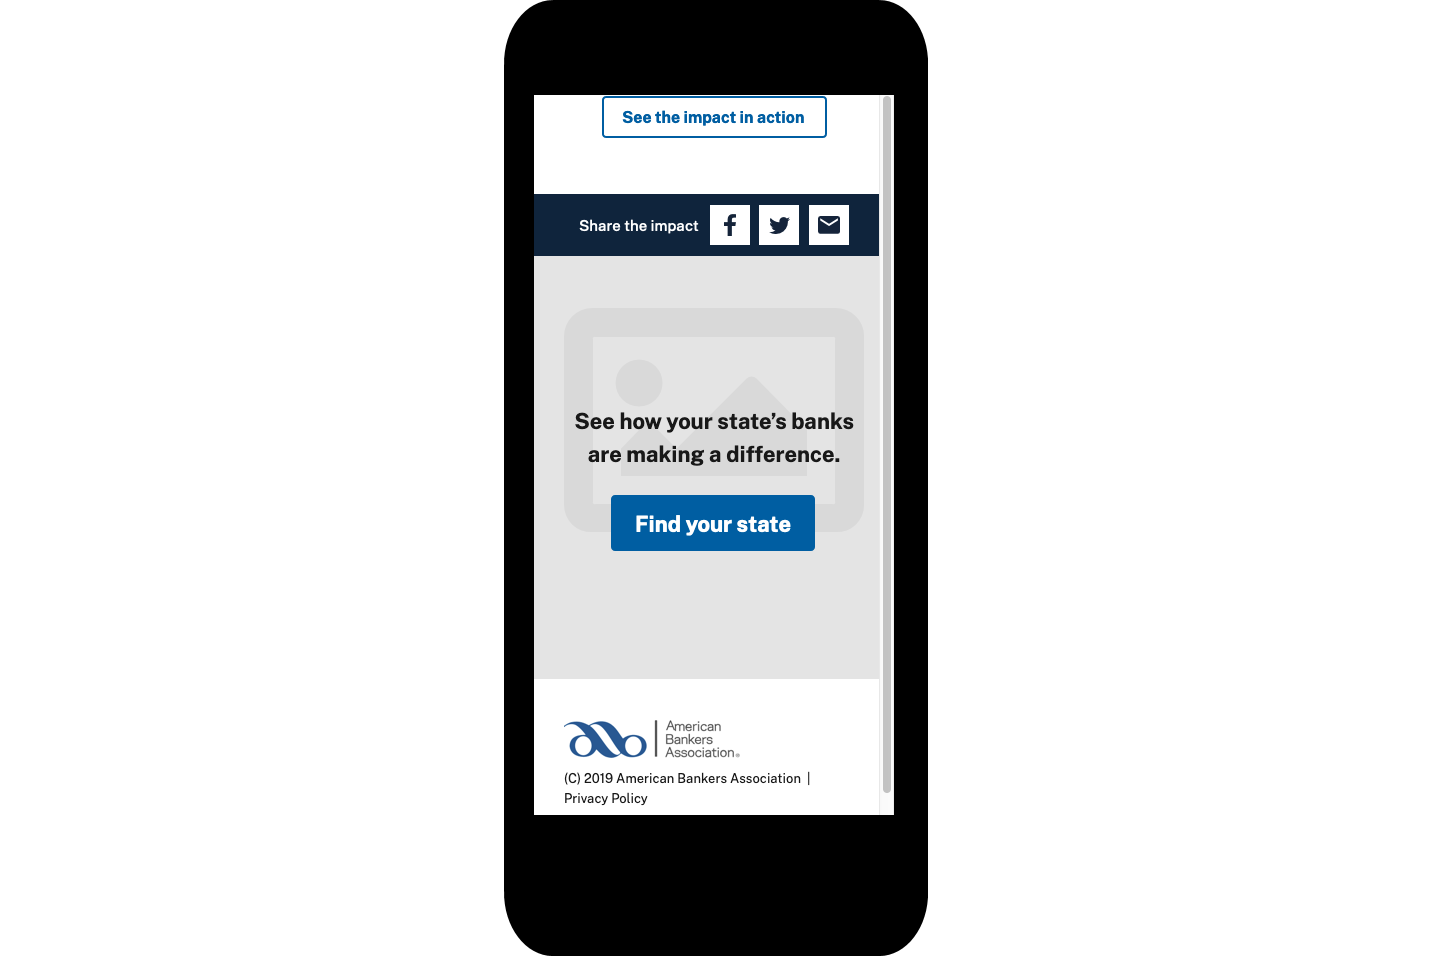 See the impact in action
Share the impact
See how your state’s banks
are making a difference.
Find your state
American
Bankers
Association®
(C) 2019 American Bankers Association |
Privacy Policy